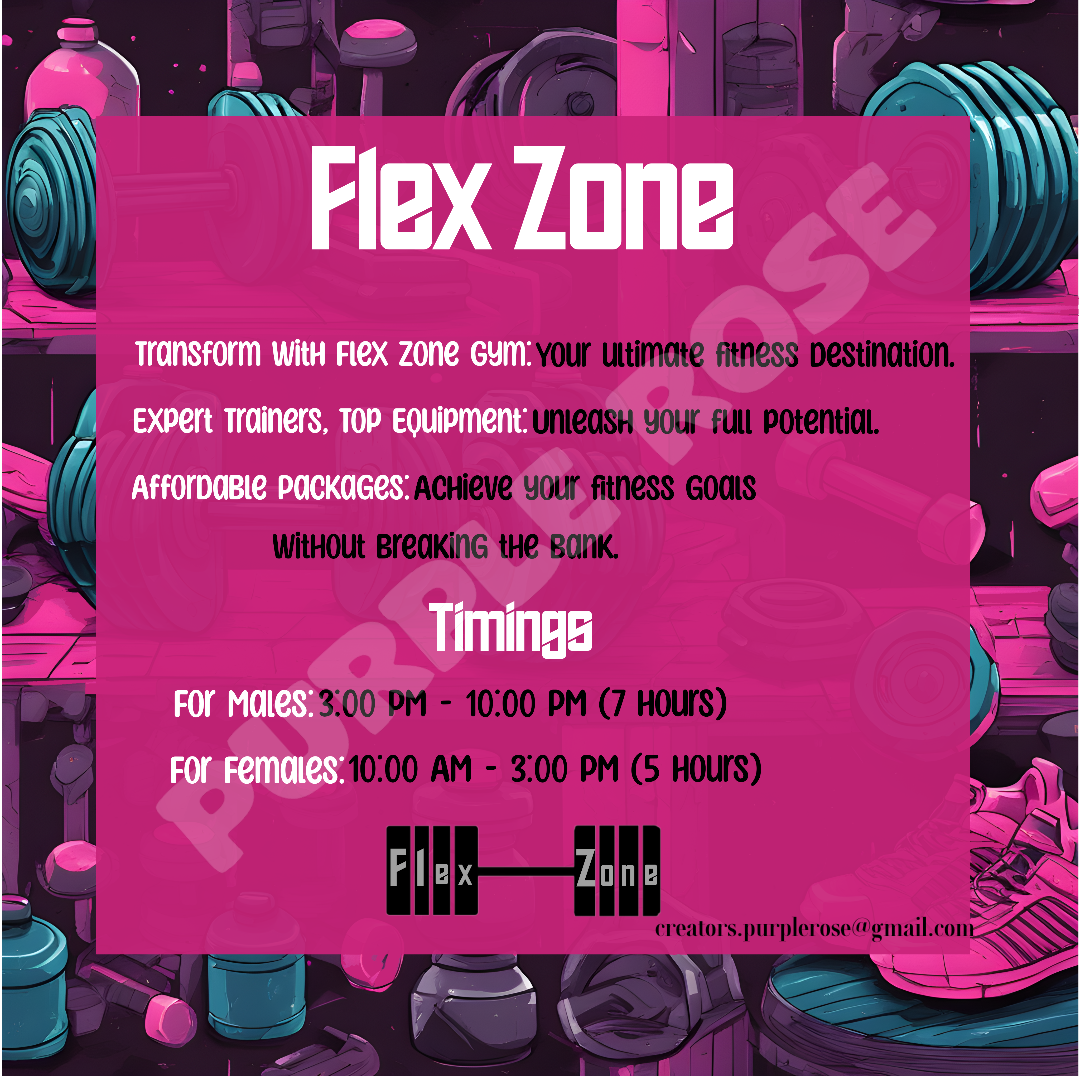 Flex Zone
Transform With Flex Zone Gym: Your Ultimate Fitness Destination.
Expert Trainers, Top Equipment: Unleash Your Full Potential.
Affordable Packages: Achieve Your Fitness Goals
Without Breaking The Bank.
Timings
For Males: 3:00 PM - 10:00 PM (7 Hours)
For Females: 10:00 AM - 3:00 PM (5 Hours)
Flex Zone
creators.purplerose@gmail.com
PURPLE ROSE